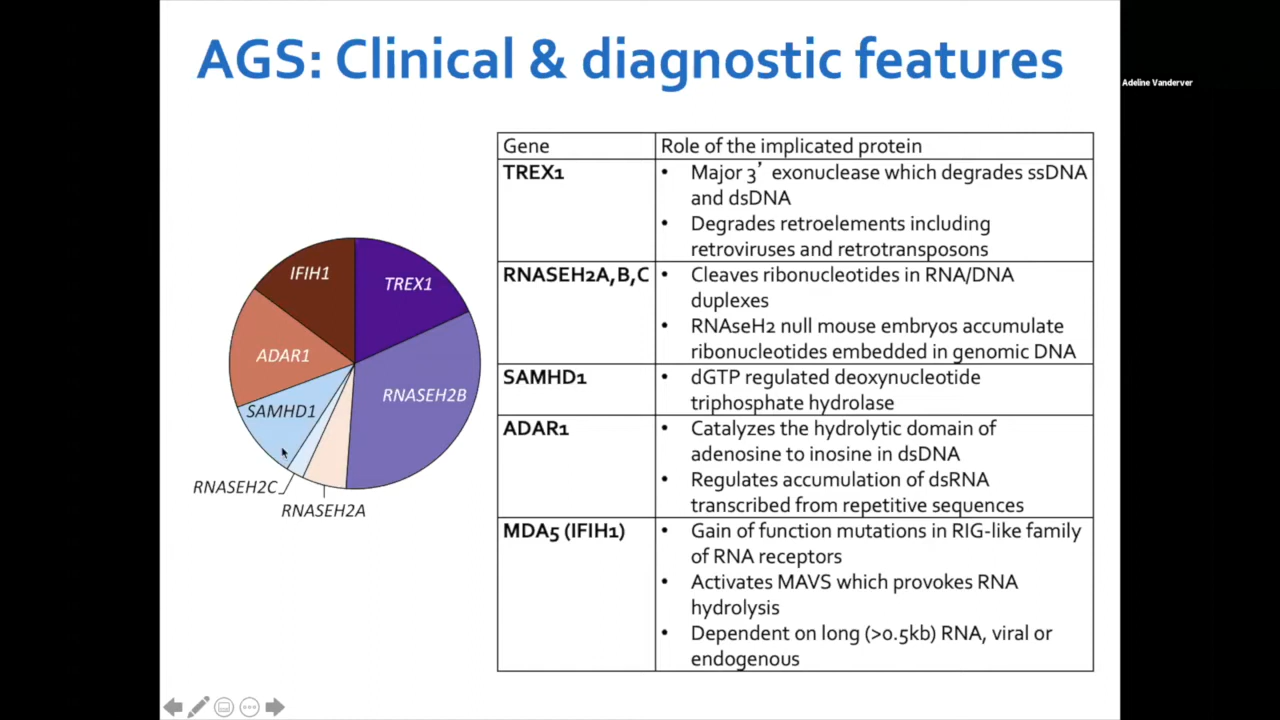 AGS: Clinical & diagnostic features
Adeline Vanderver
Gene
Role of the implicated protein
TREX1
• Major 3’ exonuclease which degrades ssDNA
and dsDNA
• Degrades retroelements including
retroviruses and retrotransposons
RNASEH2A,B,C
• Cleaves ribonucleotides in RNA/DNA
duplexes
• RNAseH2 null mouse embryos accumulate
ribonucleotides embedded in genomic DNA
SAMHD1
• dGTP regulated deoxynucleotide
triphosphate hydrolase
ADAR1
• Catalyzes the hydrolytic domain of
adenosine to inosine in dsDNA
• Regulates accumulation of dsRNA
transcribed from repetitive sequences
MDA5 (IFIH1)
• Gain of function mutations in RIG-like family
of RNA receptors
• Activates MAVS which provokes RNA
hydrolysis
• Dependent on long (>0.5kb) RNA, viral or
endogenous
IFIH1
TREX1
ADAR1
RNASEH2B
SAMHD1
RNASEH2C
RNASEH2A